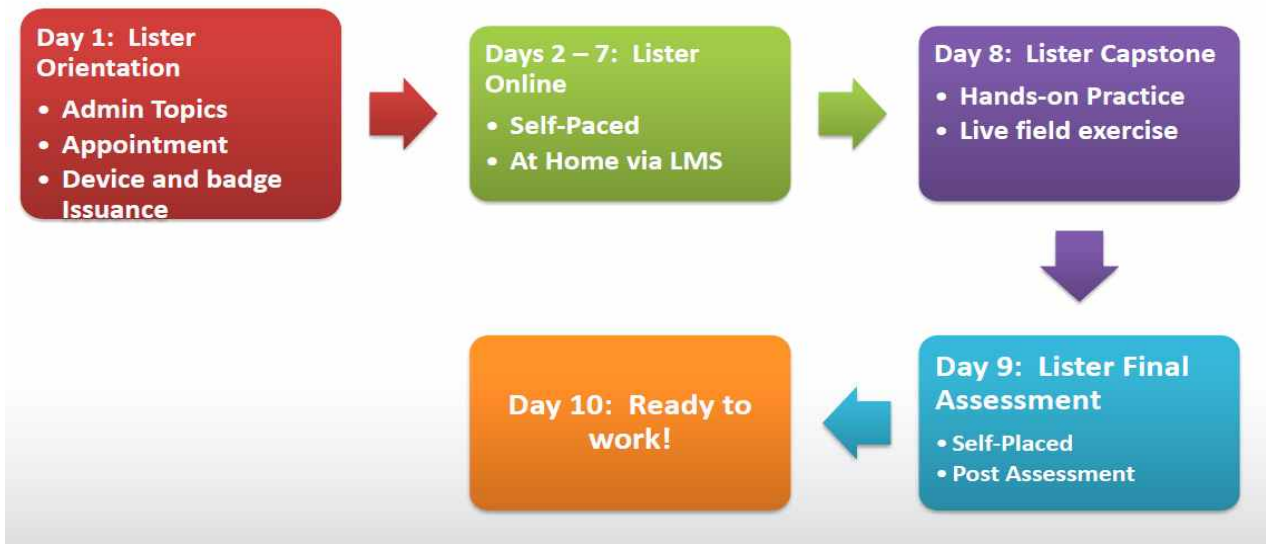 Day 1: Lister
Orientation
• Admin Topics
• Appointment
• Device and badge
Issuance
Days 2 – 7: Lister
Online
• Self-Paced
• At Home via LMS
Day 8: Lister Capstone
• Hands-on Practice
• Live field exercise
Day 9: Lister Final
Assessment
• Self-Placed
• Post Assessment
Day 10: Ready to
work!